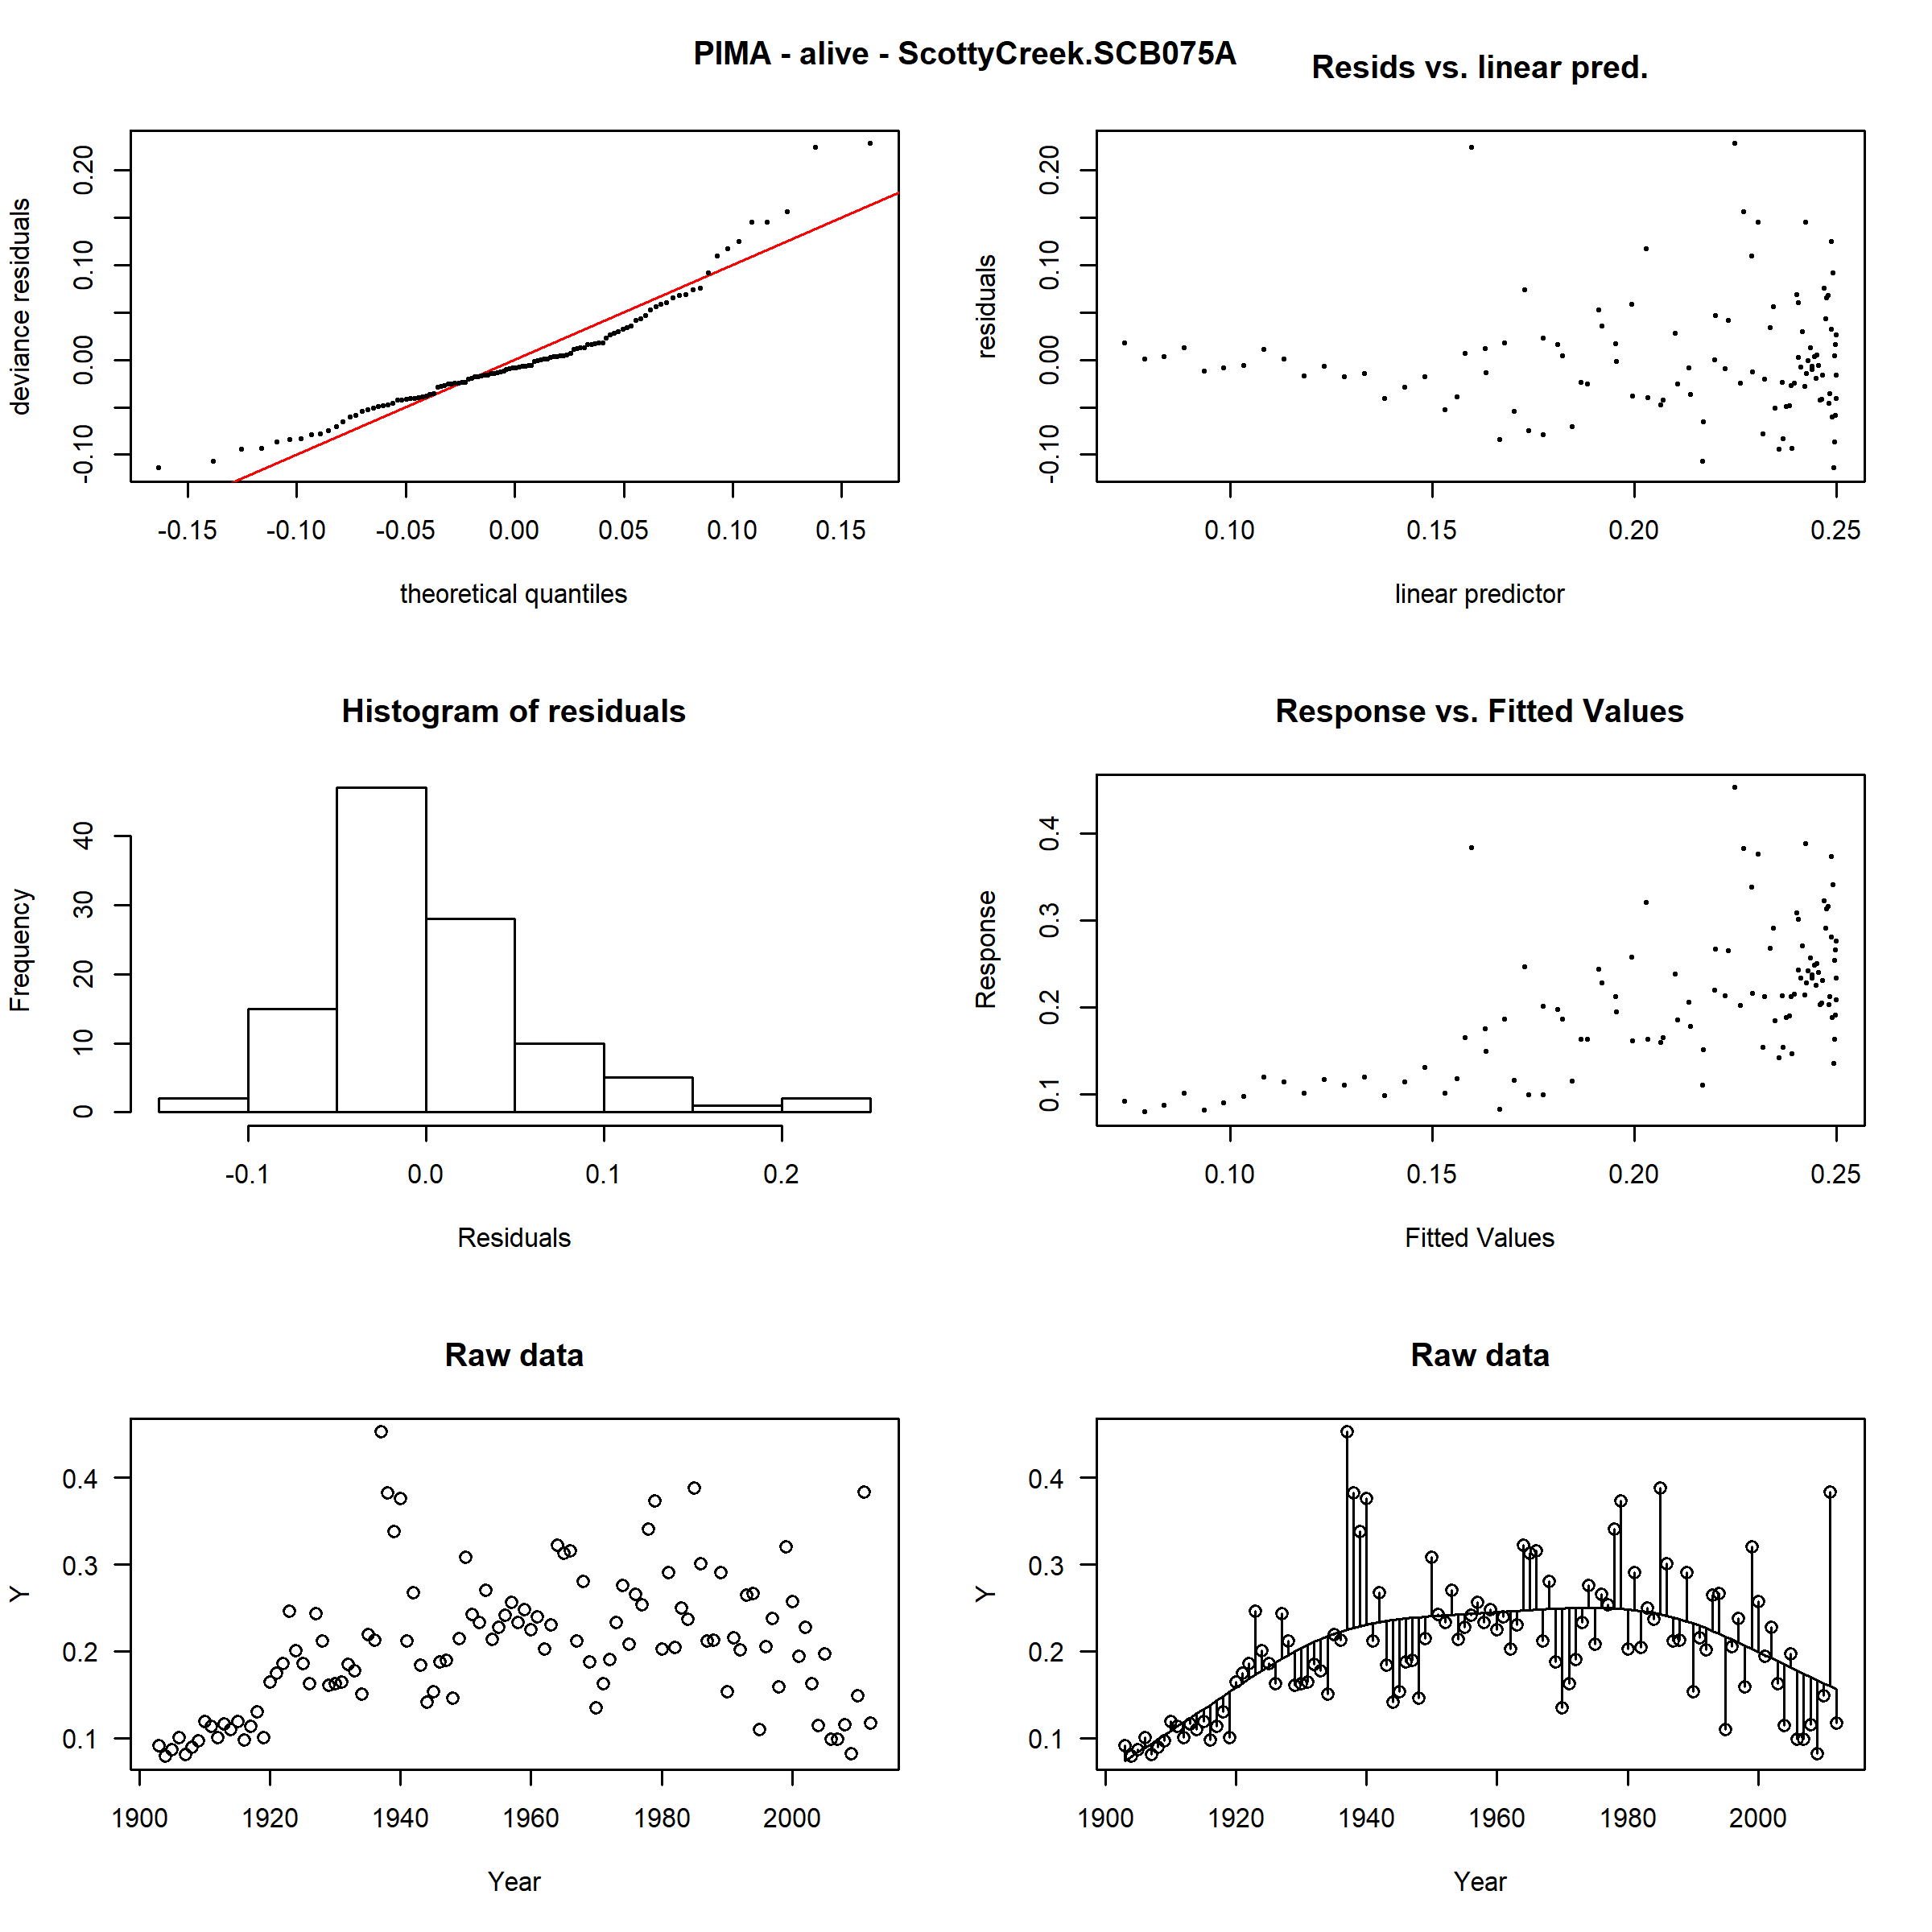 PIMA - alive - ScottyCreek.SCB075A
Resids vs. linear pred.
deviance residuals
-0.10 0.00 0.10 0.20
-0.15 -0.10 -0.05 0.00 0.05 0.10 0.15
theoretical quantiles
residuals
-0.10 0.00 0.10 0.20
0.10 0.15 0.20 0.25
linear predictor
Histogram of residuals
Frequency
0 10 20 30 40
-0.1 0.0 0.1 0.2
Residuals
Response vs. Fitted Values
Response
0.1 0.2 0.3 0.4
0.10 0.15 0.20 0.25
Fitted Values
Raw data
Y
0.4
0.3
0.2
0.1
1900 1920 1940 1960 1980 2000
Year
Raw data
Y
0.4
0.3
0.2
0.1
1900 1920 1940 1960 1980 2000
Year